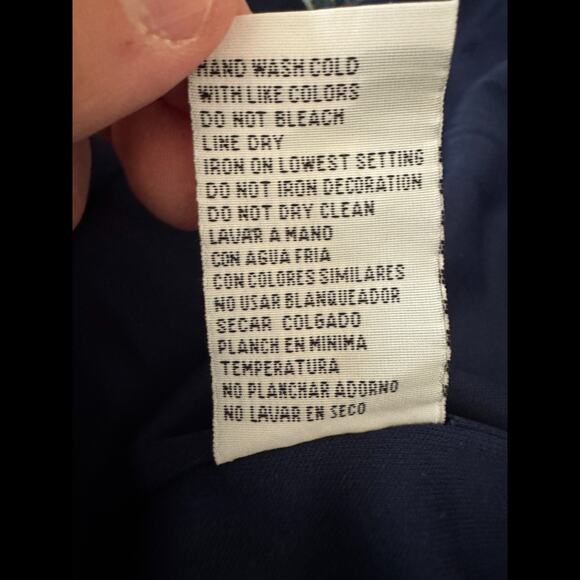 HAND WASH COLD
WITH LIKE COLORS
DO NOT BLEACH
LINE DRY
IRON ON LOWEST SETTING
DO NOT IRON DECORATION
DO NOT DRY CLEAN
LAVAR A MANO
CON AGUA FRIA
CON COLORES SIMILARES
NO USAR BLANQUEADOR
SECAR COLGADO
PLANCH EN MINIMA
TEMPERATURA
NO PLANCHAR ADORNO
NO LAVAR EN SECO